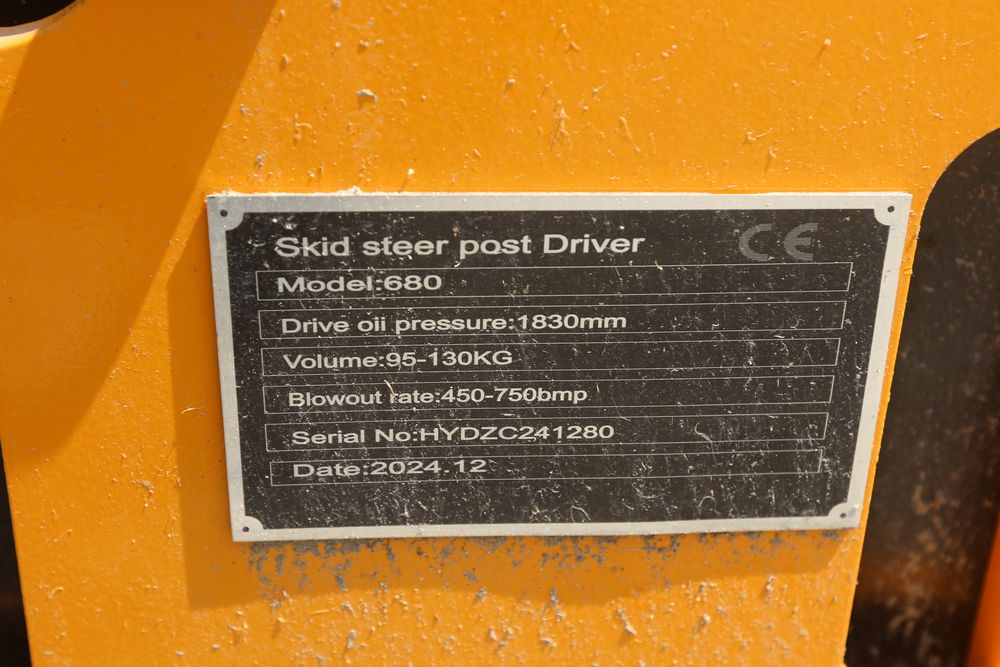 Skid steer post Driver CE
Model:680
Drive oii pressure:1830mm
Volume:95-130KG
Blowout rate:450-750bmp
Serial No:HYDZC241280
Date:2024.12